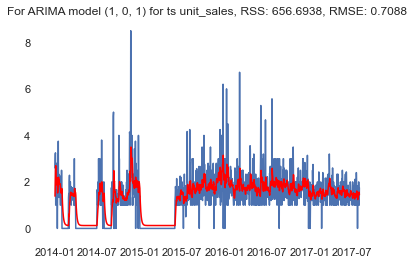 For ARIMA model (1, 0, 1) for ts unit_sales, RSS: 656.6938, RMSE: 0.7088
8
6
4
2
0
2014-01 2014-07 2015-01 2015-07 2016-01 2016-07 2017-01 2017-07